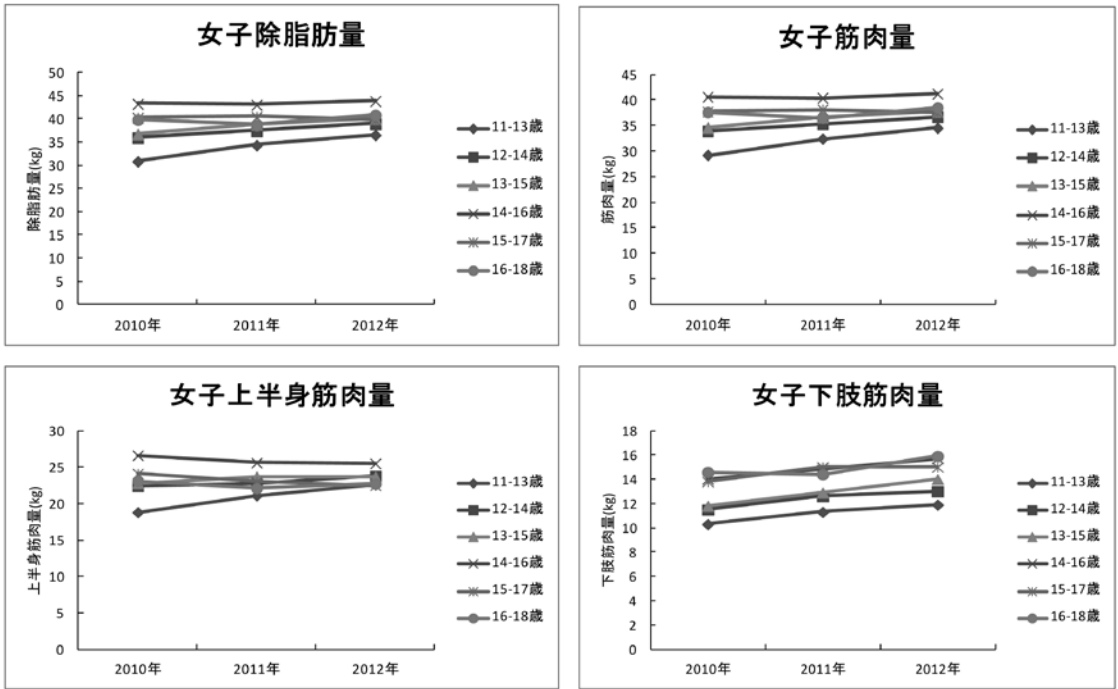 女子除脂肪量
除脂肪量(kg)
50
45
40
35
30
25
20
15
10
5
0
2010年
2011年
2012年
11-13歳
12-14歳
13-15歳
14-16歳
15-17歳
16-18歳
女子筋肉量
筋肉量(kg)
45
40
35
30
25
20
15
10
5
0
2010年
2011年
2012年
11-13歳
12-14歳
13-15歳
14-16歳
15-17歳
16-18歳
女子上半身筋肉量
上半身筋肉量(kg)
30
25
20
15
10
5
0
2010年
2011年
2012年
11-13歳
12-14歳
13-15歳
14-16歳
15-17歳
16-18歳
女子下肢筋肉量
下肢筋肉量(kg)
18
16
14
12
10
8
6
4
2
0
2010年
2011年
2012年
11-13歳
12-14歳
13-15歳
14-16歳
15-17歳
16-18歳